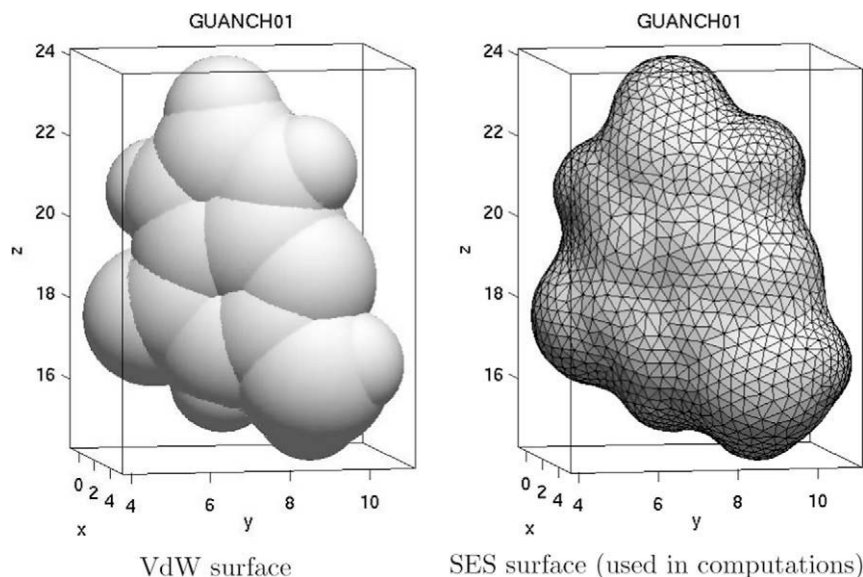 GUANCH01
24
22
20
18
16
z
0 2 4
x
4 6 8 10
y
VdW surface
GUANCH01
24
22
20
18
16
z
0 2 4
x
4 6 8 10
y
SES surface (used in computations)